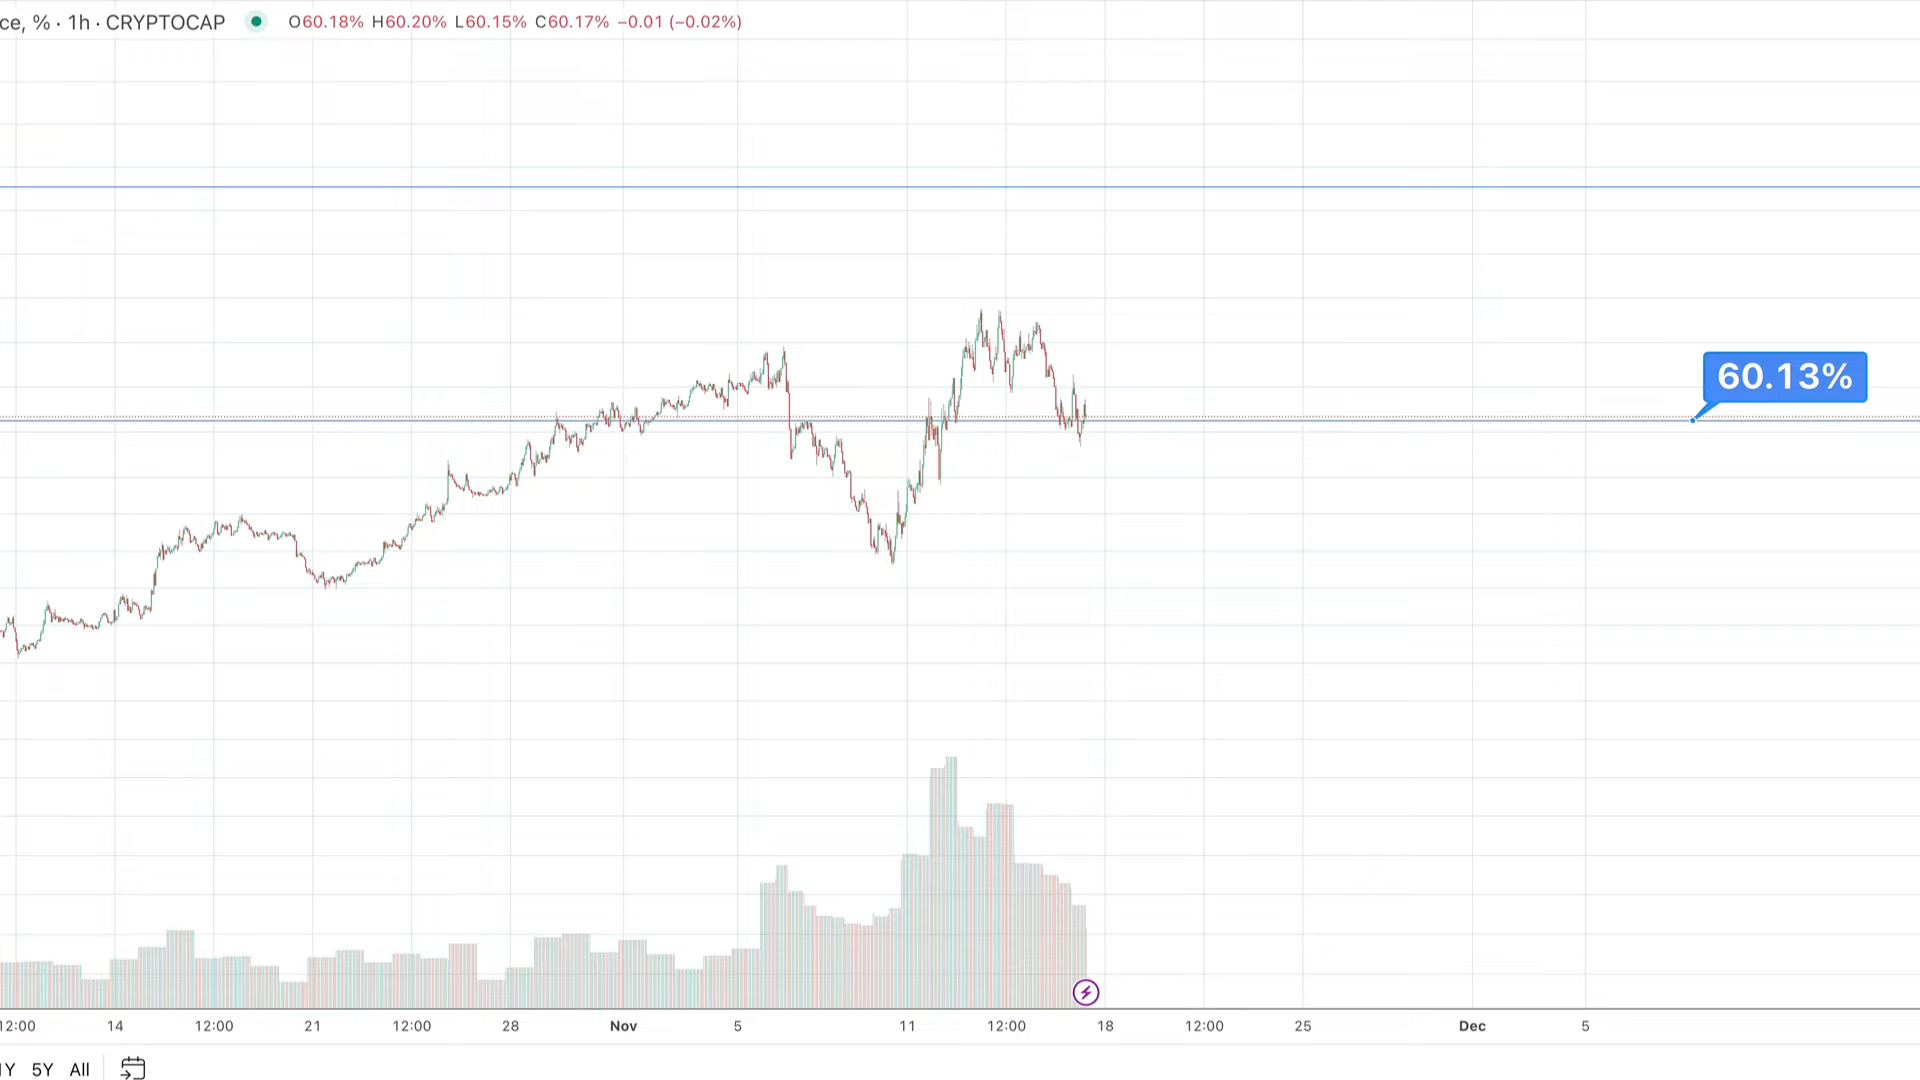 ce, % · 1h · CRYPTOCAP O60.18% H60.20% L60.15% C60.17% −0.01 (−0.02%)
60.13%
12:00 14 12:00 21 12:00 28 Nov 5 11 12:00 18 12:00 25 Dec 5
1Y 5Y All